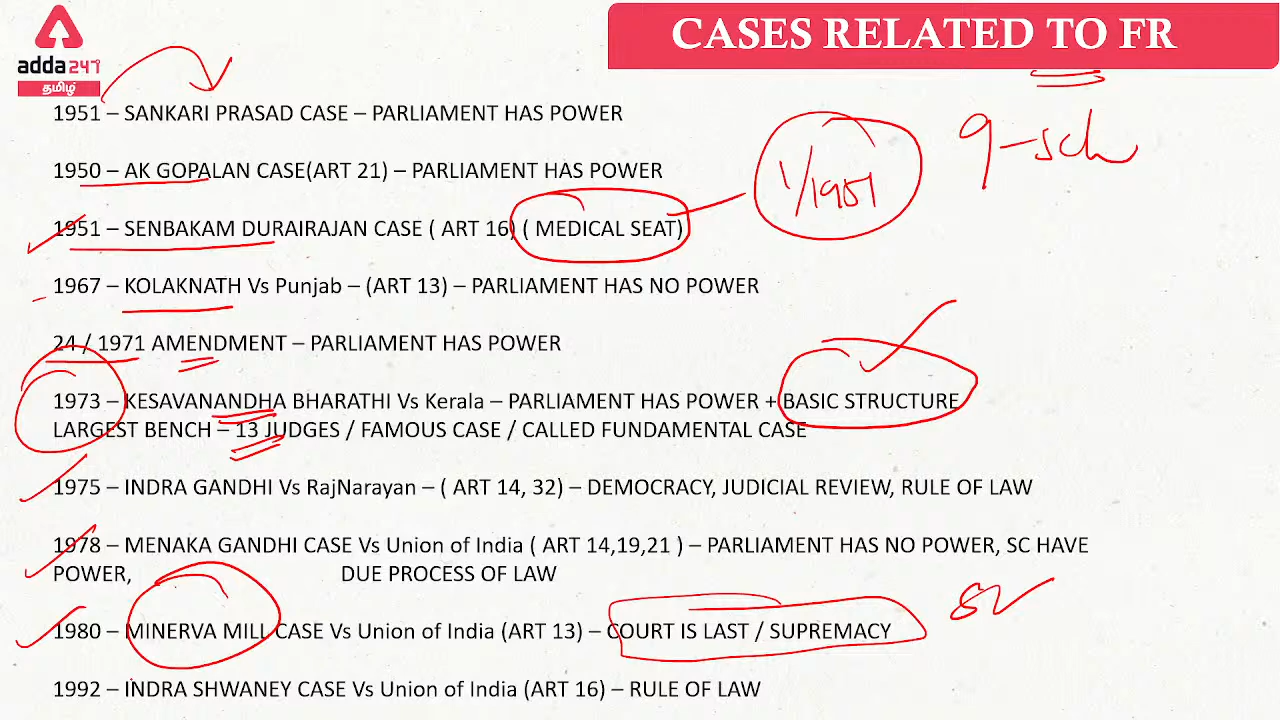 CASES RELATED TO FR
adda247
தமிழ்
1951 – SANKARI PRASAD CASE – PARLIAMENT HAS POWER
9-sch
1950 – AK GOPALAN CASE(ART 21) – PARLIAMENT HAS POWER
1/1951
1951 – SENBAKAM DURAIRAJAN CASE ( ART 16) ( MEDICAL SEAT)
1967 – KOLAKNATH Vs Punjab – (ART 13) – PARLIAMENT HAS NO POWER
24 / 1971 AMENDMENT – PARLIAMENT HAS POWER
1973 – KESAVANANDHA BHARATHI Vs Kerala – PARLIAMENT HAS POWER + BASIC STRUCTURE
LARGEST BENCH – 13 JUDGES / FAMOUS CASE / CALLED FUNDAMENTAL CASE
1975 – INDRA GANDHI Vs RajNarayan – ( ART 14, 32) – DEMOCRACY, JUDICIAL REVIEW, RULE OF LAW
1978 – MENAKA GANDHI CASE Vs Union of India ( ART 14,19,21 ) – PARLIAMENT HAS NO POWER, SC HAVE
POWER, DUE PROCESS OF LAW
1980 – MINERVA MILL CASE Vs Union of India (ART 13) – COURT IS LAST / SUPREMACY
1992 – INDRA SHWANEY CASE Vs Union of India (ART 16) – RULE OF LAW